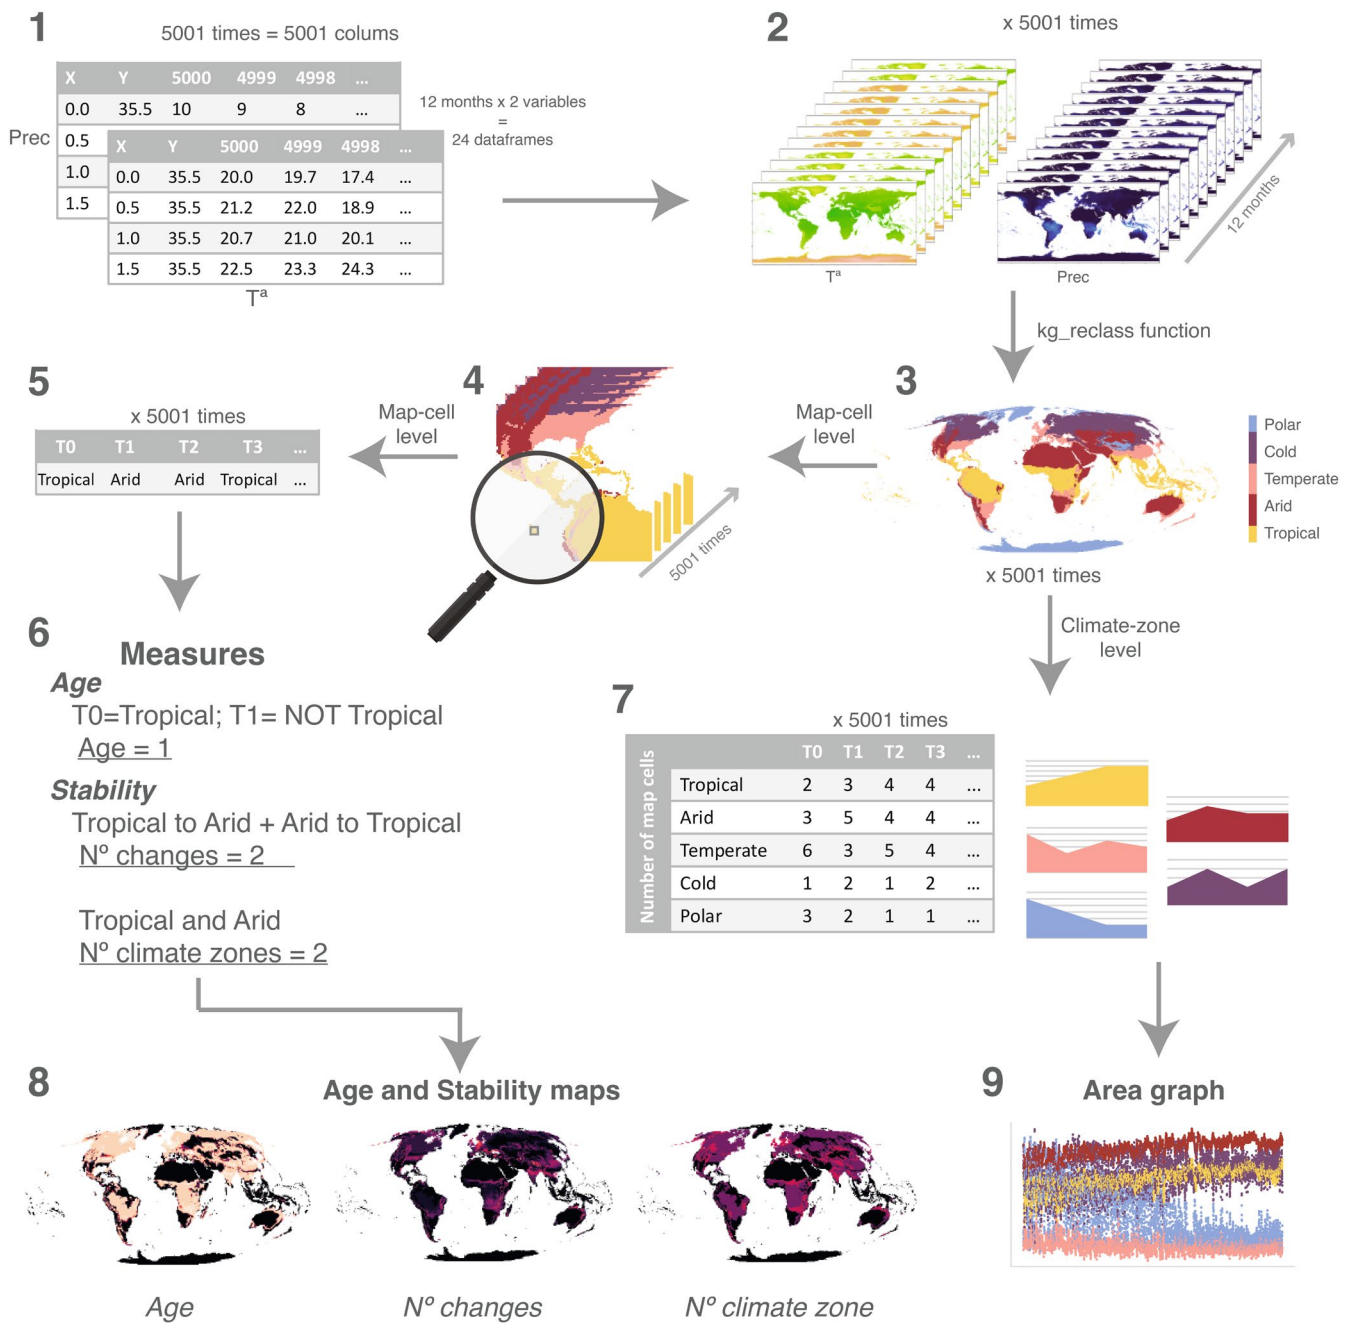 1
5001 times = 5001 colums
X Y 5000 4999 4998 ...
0.0 35.5 10 9 8 ...
Prec
0.5
1.0
1.5
X Y 5000 4999 4998 ...
0.0 35.5 20.0 19.7 17.4 ...
0.5 35.5 21.2 22.0 18.9 ...
1.0 35.5 20.7 21.0 20.1 ...
1.5 35.5 22.5 23.3 24.3 ...
Tª
12 months x 2 variables
=
24 dataframes
2
x 5001 times
Tª
Prec
12 months
kg_reclass function
3
Polar
Cold
Temperate
Arid
Tropical
x 5001 times
Map-cell
level
4
5001 times
Map-cell
level
5
x 5001 times
T0 T1 T2 T3 ...
Tropical Arid Arid Tropical ...
6
Measures
Age
T0=Tropical; T1= NOT Tropical
Age = 1
Stability
Tropical to Arid + Arid to Tropical
Nº changes = 2
Tropical and Arid
Nº climate zones = 2
Climate-zone
level
7
x 5001 times
Number of map cells
T0 T1 T2 T3 ...
Tropical 2 3 4 4 ...
Arid 3 5 4 4 ...
Temperate 6 3 5 4 ...
Cold 1 2 1 2 ...
Polar 3 2 1 1 ...
8
Age and Stability maps
Age
Nº changes
Nº climate zone
9
Area graph